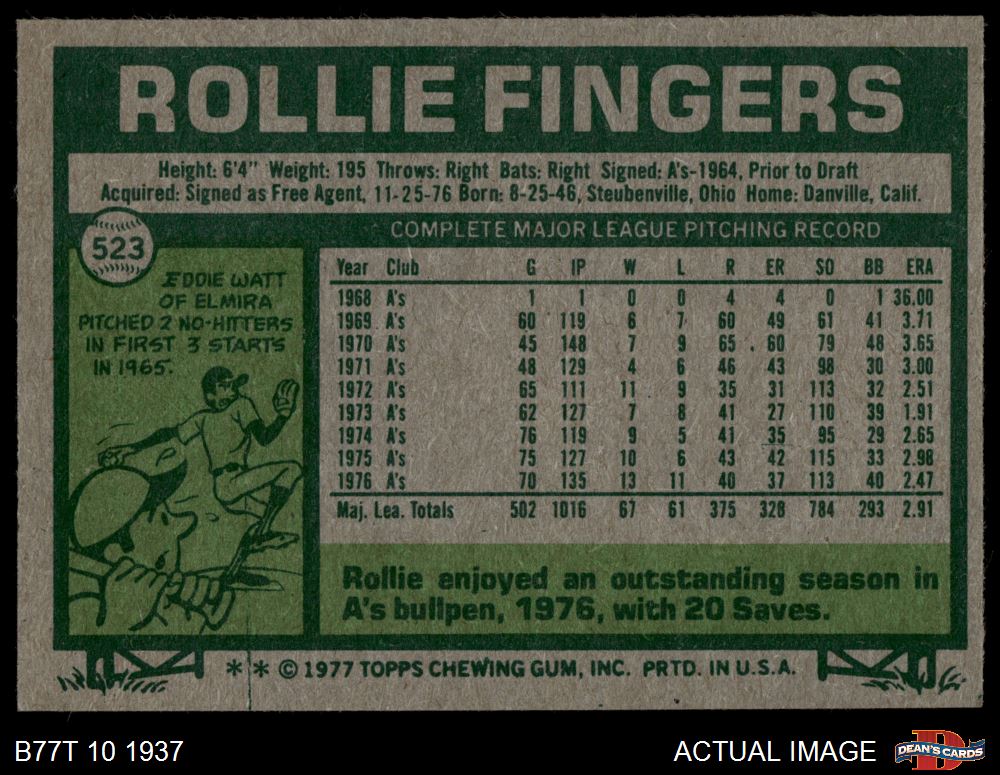 ROLLIE FINGERS
Height: 6'4" Weight: 195 Throws: Right Bats: Right Signed: A's-1964, Prior to Draft
Acquired: Signed as Free Agent, 11-25-76 Born: 8-25-46, Steubenville, Ohio Home: Danville, Calif.
523
EDDIE WATT
OF ELMIRA
PITCHED 2 NO-HITTERS
IN FIRST 3 STARTS
IN 1965.
COMPLETE MAJOR LEAGUE PITCHING RECORD
Year Club G IP W L R ER SO BB ERA
1968 A's 1 1 0 0 4 4 0 1 36.00
1969 A's 60 119 6 7 60 49 61 41 3.71
1970 A's 45 148 7 9 65 60 79 48 3.65
1971 A's 48 129 4 6 46 43 98 30 3.00
1972 A's 65 111 11 9 35 31 113 32 2.51
1973 A's 62 127 7 8 41 27 110 39 1.91
1974 A's 76 119 9 5 41 35 95 29 2.65
1975 A's 75 127 10 6 43 42 115 33 2.98
1976 A's 70 135 13 11 40 37 113 40 2.47
Maj. Lea. Totals 502 1016 67 61 375 328 784 293 2.91
Rollie enjoyed an outstanding season in
A's bullpen, 1976, with 20 Saves.
** © 1977 TOPPS CHEWING GUM, INC. PRTD. IN U.S.A.
B77T 10 1937
ACTUAL IMAGE
D
DEAN'S CARDS